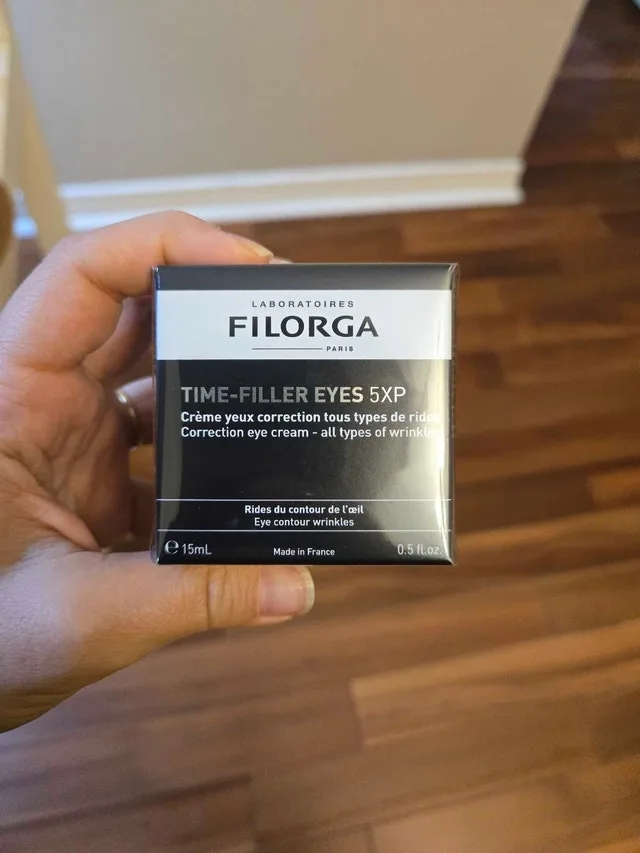 LABORATOIRES
FILORGA
PARIS
TIME-FILLER EYES 5XP
Crème yeux correction tous types de
Correction eye cream - all types of
Rides du contour de l'œil
Eye contour wrinkles
℮ 15mL Made in France 0.5 fl.oz.